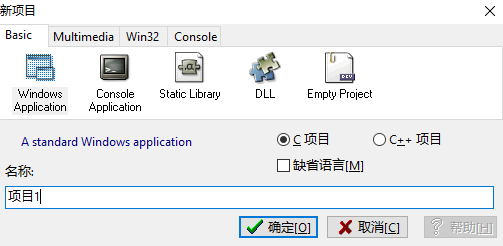 新项目
Basic Multimedia Win32 Console
Windows Application
Console Application
Static Library
DLL
Empty Project
A standard Windows application
C 项目
C++ 项目
缺省语言[M]
名称:
项目1
确定[O] 取消[C] 帮助[H]